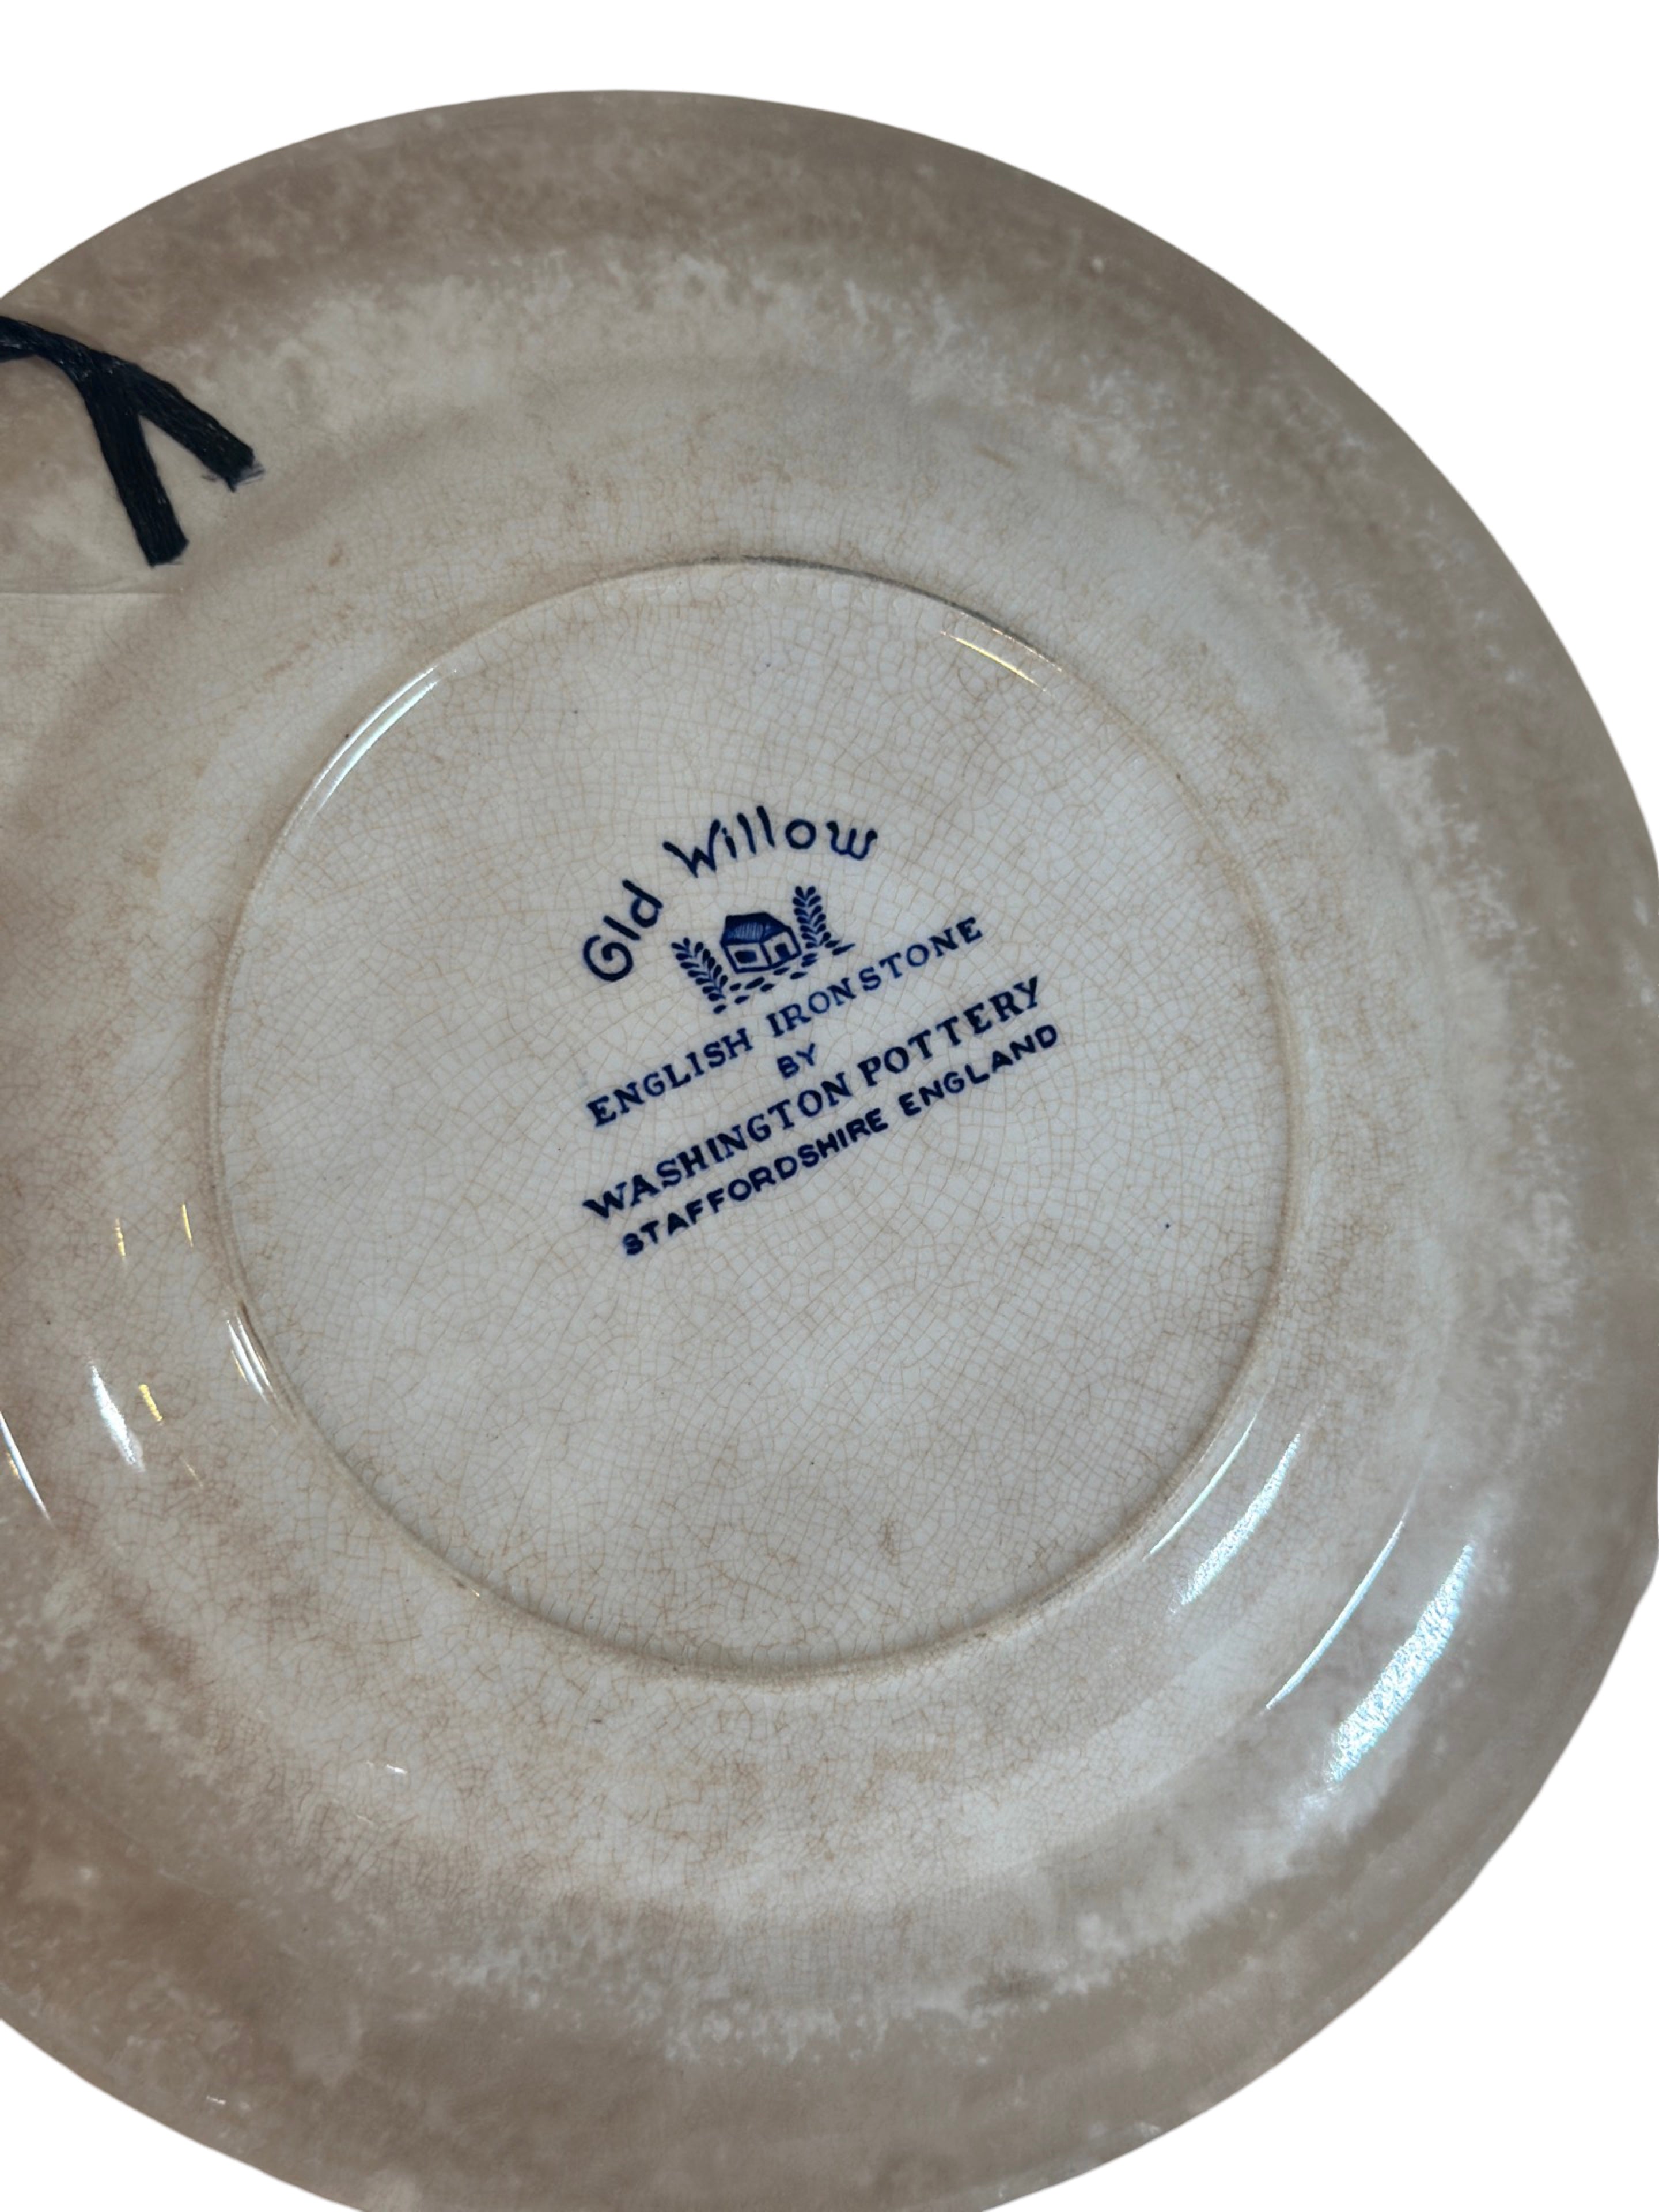 Old Willow
ENGLISH IRONSTONE
BY
WASHINGTON POTTERY
STAFFORDSHIRE ENGLAND